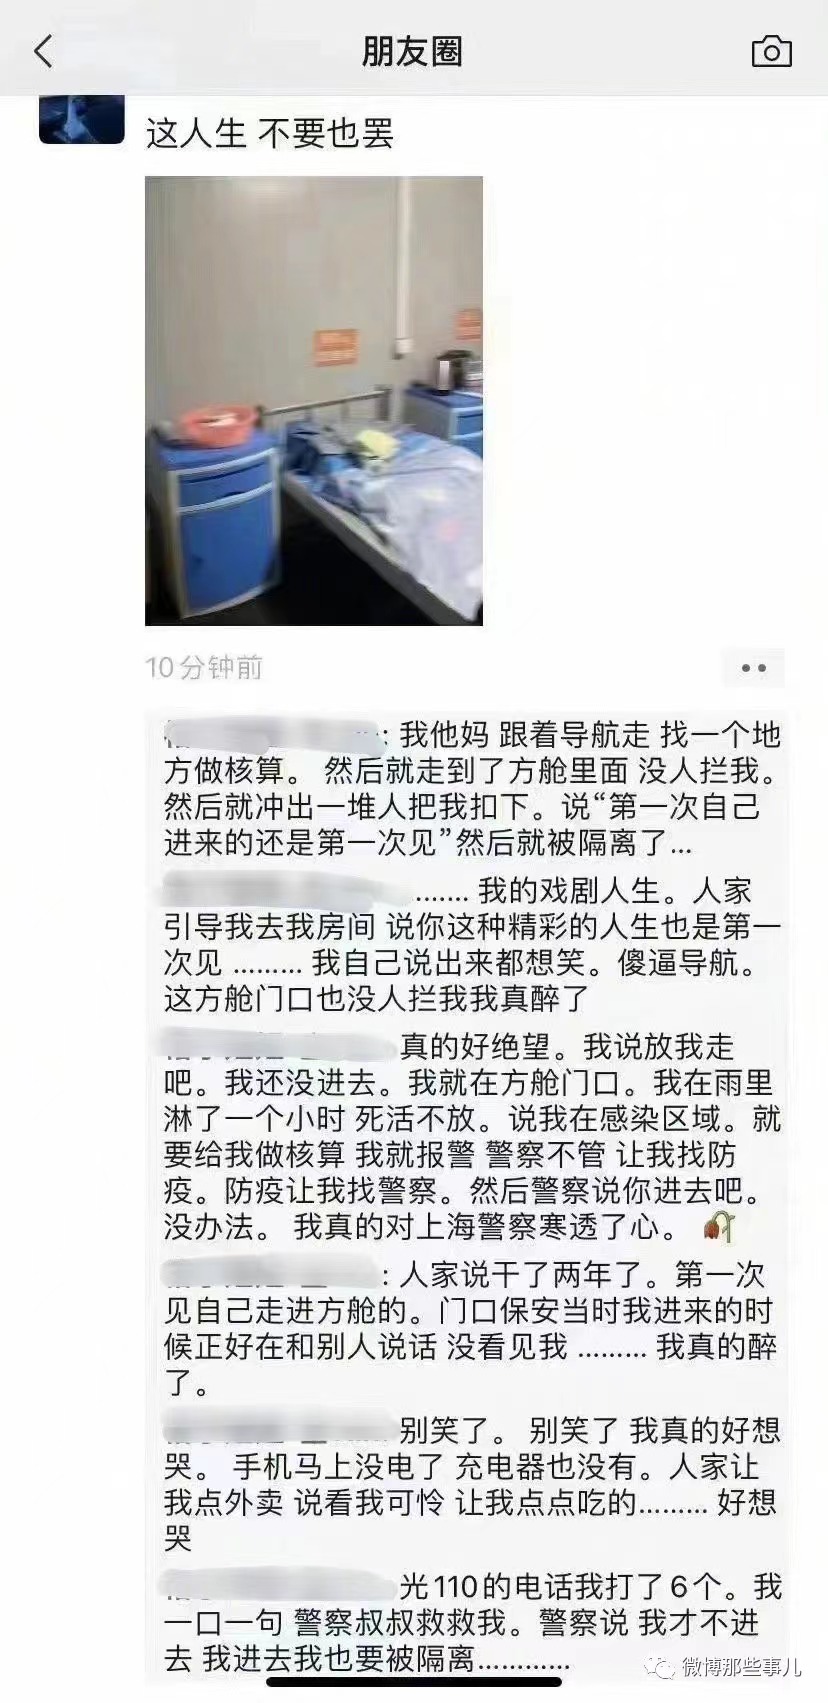 朋友圈
这人生 不要也罢
10分钟前
: 我他妈 跟着导航走 找一个地
方做核算。 然后就走到了方舱里面 没人拦我。
然后就冲出一堆人把我扣下。说“第一次自己
进来的还是第一次见”然后就被隔离了...
....... 我的戏剧人生。人家
引导我去我房间 说你这种精彩的人生也是第一
次见 ......... 我自己说出来都想笑。傻逼导航。
这方舱门口也没人拦我我真醉了
真的好绝望。我说放我走
吧。我还没进去。我就在方舱门口。我在雨里
淋了一个小时 死活不放。说我在感染区域。就
要给我做核算 我就报警 警察不管 让我找防
疫。防疫让我找警察。然后警察说你进去吧。
没办法。 我真的对上海警察寒透了心。 🥀
: 人家说干了两年了。第一次
见自己走进方舱的。门口保安当时我进来的时
候正好在和别人说话 没看见我 ......... 我真的醉
了。
别笑了。 别笑了 我真的好想
哭。 手机马上没电了 充电器也没有。人家让
我点外卖 说看我可怜 让我点点吃的......... 好想
哭
光110的电话我打了6个。我
一口一句 警察叔叔救救我。警察说 我才不进
去 我进去我也要被隔离............
微博那些事儿